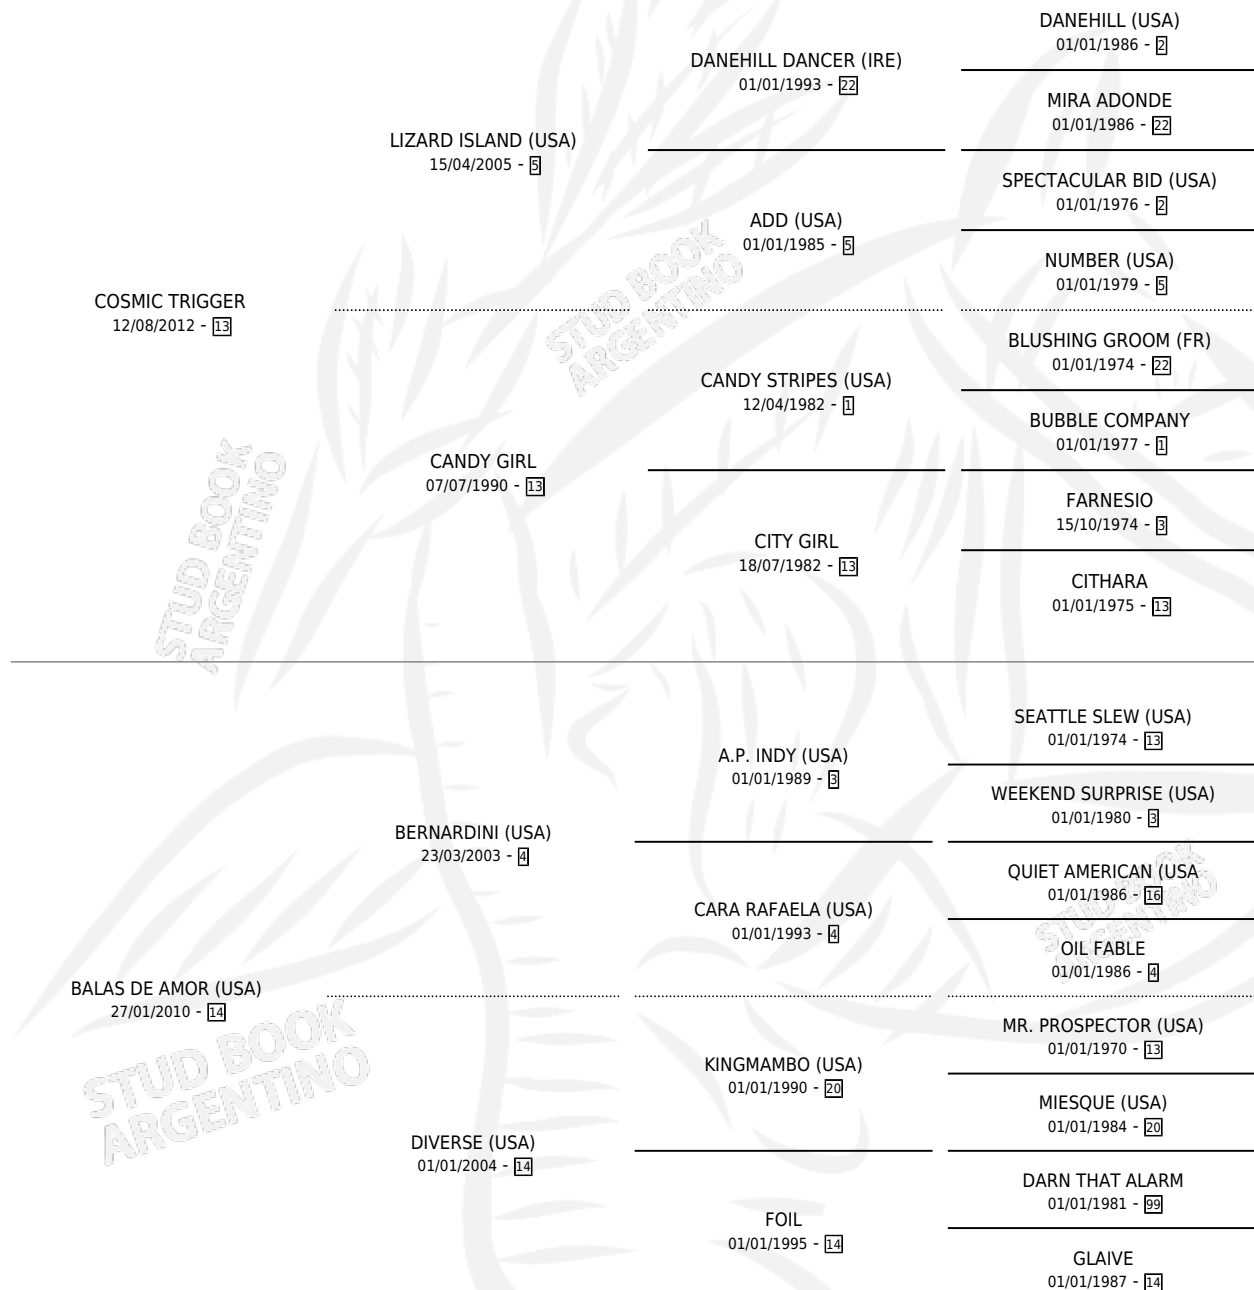 DANEHILL (USA)
01/01/1986 - 2
DANEHILL DANCER (IRE)
01/01/1993 - 22
MIRA ADONDE
01/01/1986 - 22
LIZARD ISLAND (USA)
15/04/2005 - 5
SPECTACULAR BID (USA)
01/01/1976 - 2
ADD (USA)
01/01/1985 - 5
NUMBER (USA)
01/01/1979 - 5
COSMIC TRIGGER
12/08/2012 - 13
STUD BOOK
ARGENTINO
BLUSHING GROOM (FR)
01/01/1974 - 22
CANDY STRIPES (USA)
12/04/1982 - 1
BUBBLE COMPANY
01/01/1977 - 1
CANDY GIRL
07/07/1990 - 13
FARNESIO
15/10/1974 - 3
CITY GIRL
18/07/1982 - 13
CITHARA
01/01/1975 - 13
STUD BOOK
ARGENTINO
SEATTLE SLEW (USA)
01/01/1974 - 13
A.P. INDY (USA)
01/01/1989 - 3
WEEKEND SURPRISE (USA)
01/01/1980 - 3
BERNARDINI (USA)
23/03/2003 - 4
QUIET AMERICAN (USA
01/01/1986 - 16
CARA RAFAELA (USA)
01/01/1993 - 4
STUD BOOK
ARGENTINO
OIL FABLE
01/01/1986 - 4
BALAS DE AMOR (USA)
27/01/2010 - 14
STUD BOOK
ARGENTINO
MR. PROSPECTOR (USA)
01/01/1970 - 13
KINGMAMBO (USA)
01/01/1990 - 20
MIESQUE (USA)
01/01/1984 - 20
DIVERSE (USA)
01/01/2004 - 14
DARN THAT ALARM
01/01/1981 - 99
FOIL
01/01/1995 - 14
GLAIVE
01/01/1987 - 14